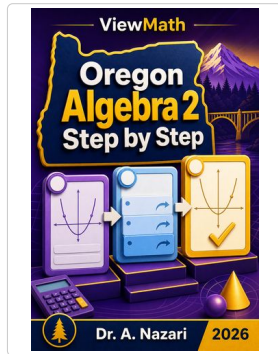 ViewMath
Oregon
Algebra 2
Step by Step
Dr. A. Nazari
2026